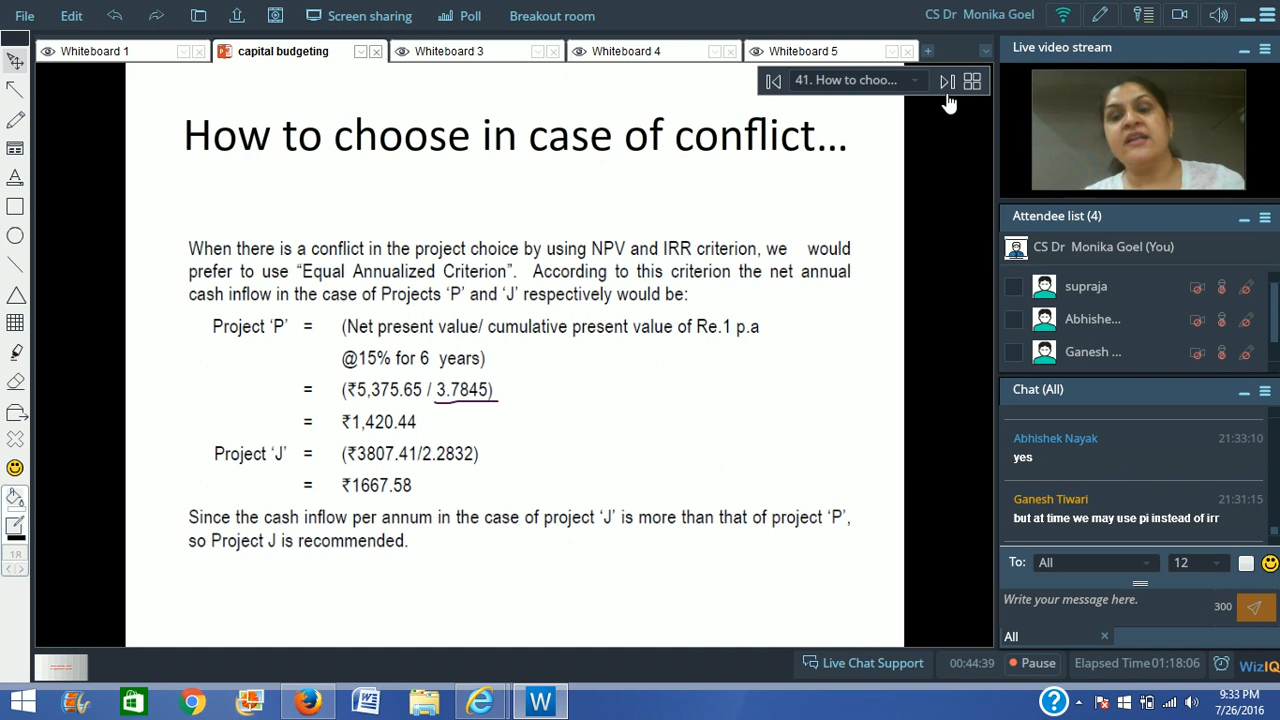 File
Edit
Screen sharing
Poll
Breakout room
CS Dr Monika Goel
Whiteboard 1
capital budgeting
Whiteboard 3
Whiteboard 4
Whiteboard 5
Live video stream
41. How to choo...
How to choose in case of conflict...
When there is a conflict in the project choice by using NPV and IRR criterion, we would
prefer to use “Equal Annualized Criterion”. According to this criterion the net annual
cash inflow in the case of Projects ‘P’ and ‘J’ respectively would be:
Project ‘P’ = (Net present value/ cumulative present value of Re.1 p.a
@15% for 6 years)
= (₹5,375.65 / 3.7845)
= ₹1,420.44
Project ‘J’ = (₹3807.41/2.2832)
= ₹1667.58
Since the cash inflow per annum in the case of project ‘J’ is more than that of project ‘P’,
so Project J is recommended.
Attendee list (4)
CS Dr Monika Goel (You)
supraja
Abhishe...
Ganesh ...
Chat (All)
Abhishek Nayak 21:33:10
yes
Ganesh Tiwari 21:31:15
but at time we may use pi instead of irr
To: All 12
Write your message here. 300
All
Live Chat Support 00:44:39 Pause Elapsed Time 01:18:06 WizIQ
9:33 PM
7/26/2016